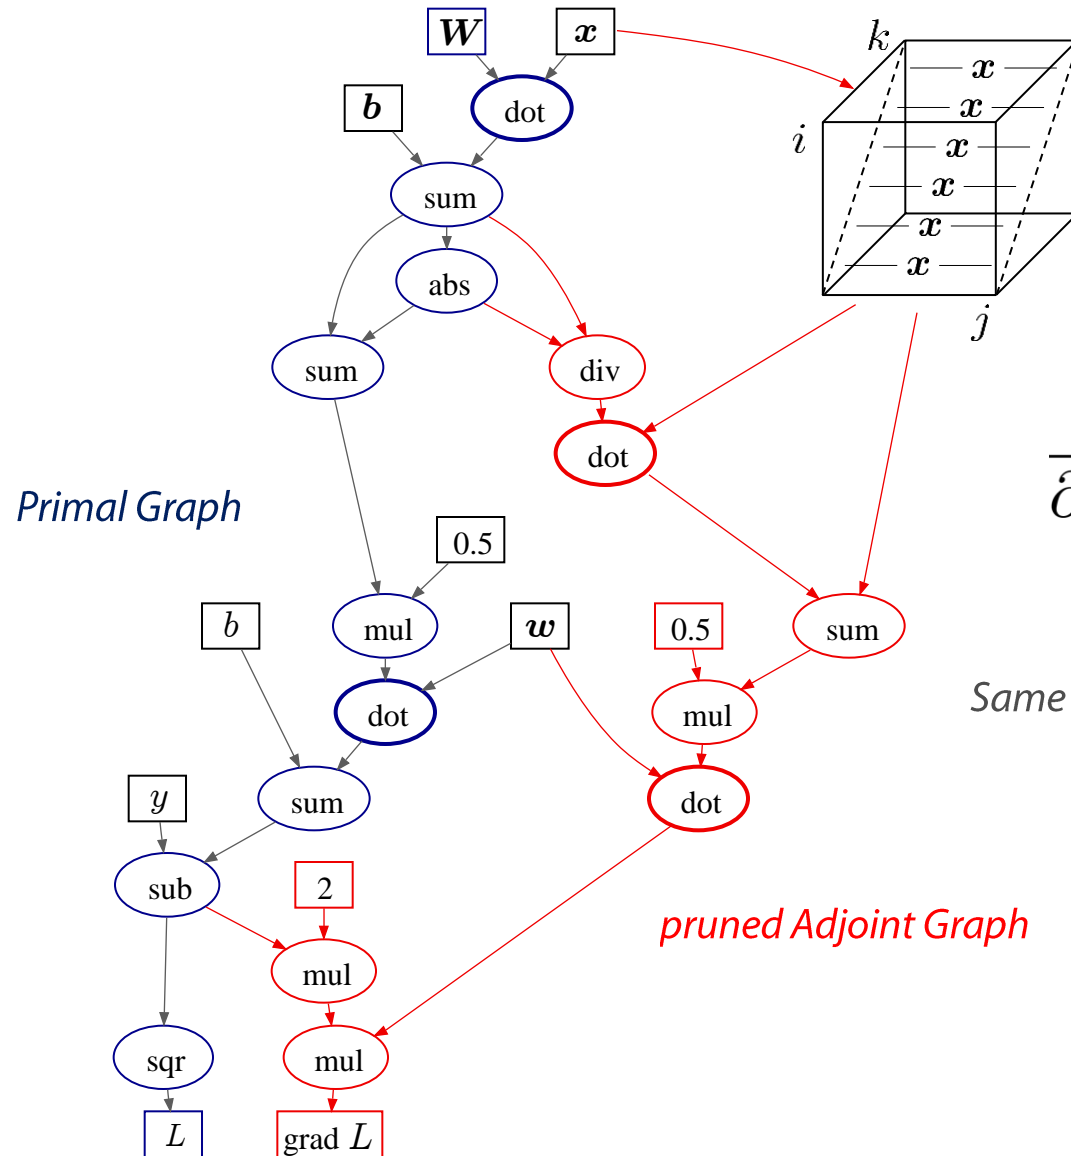 W
x
k
x
dot
x
b
i
x
x
sum
x
x
abs
j
sum
div
dot
Primal Graph
0.5
mul
b
w
0.5
sum
Same
dot
mul
sum
dot
y
sub
2
pruned Adjoint Graph
mul
sqr
mul
L
grad L